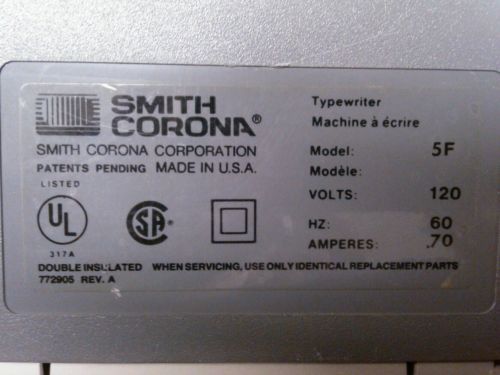 SMITH
CORONA®
SMITH CORONA CORPORATION
PATENTS PENDING MADE IN U.S.A.
LISTED
UL
317A
SA
Typewriter
Machine à écrire
Model: 5F
Modèle:
VOLTS: 120
HZ: 60
AMPERES: .70
DOUBLE INSULATED WHEN SERVICING, USE ONLY IDENTICAL REPLACEMENT PARTS
772905 REV. A